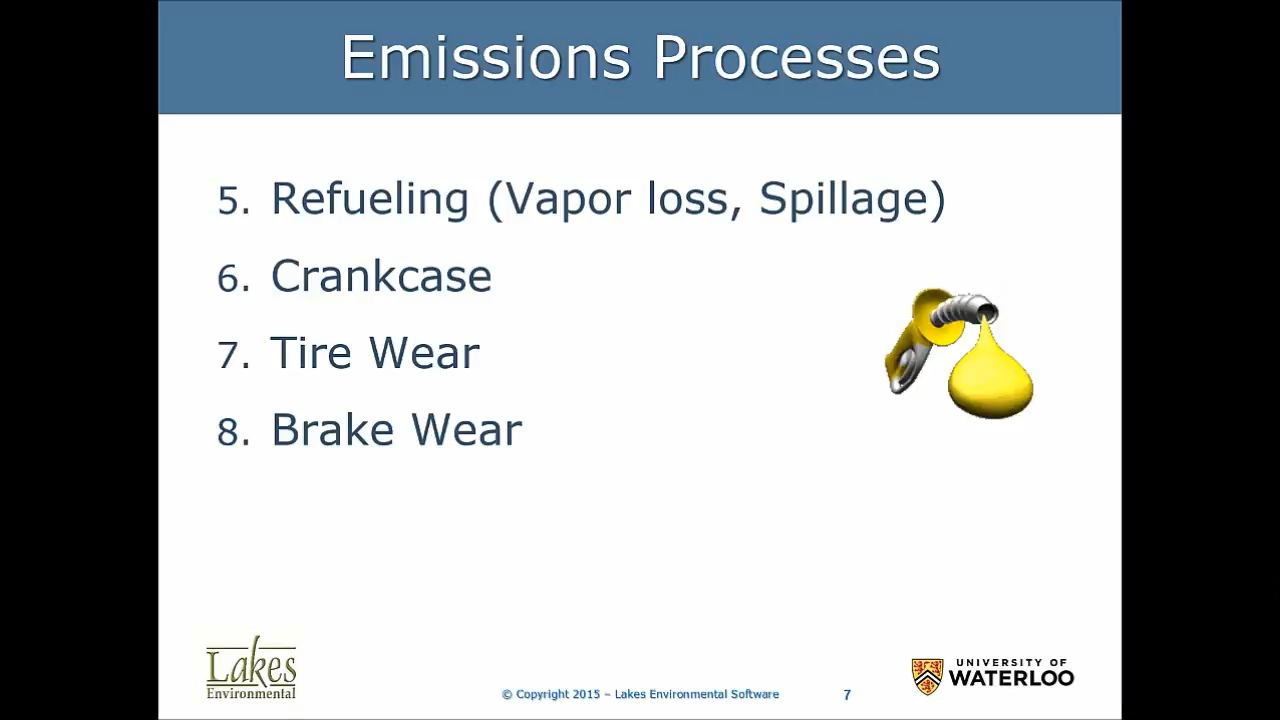 Emissions Processes
5. Refueling (Vapor loss, Spillage)
6. Crankcase
7. Tire Wear
8. Brake Wear
Lakes
Environmental
© Copyright 2015 – Lakes Environmental Software
7
UNIVERSITY OF
WATERLOO